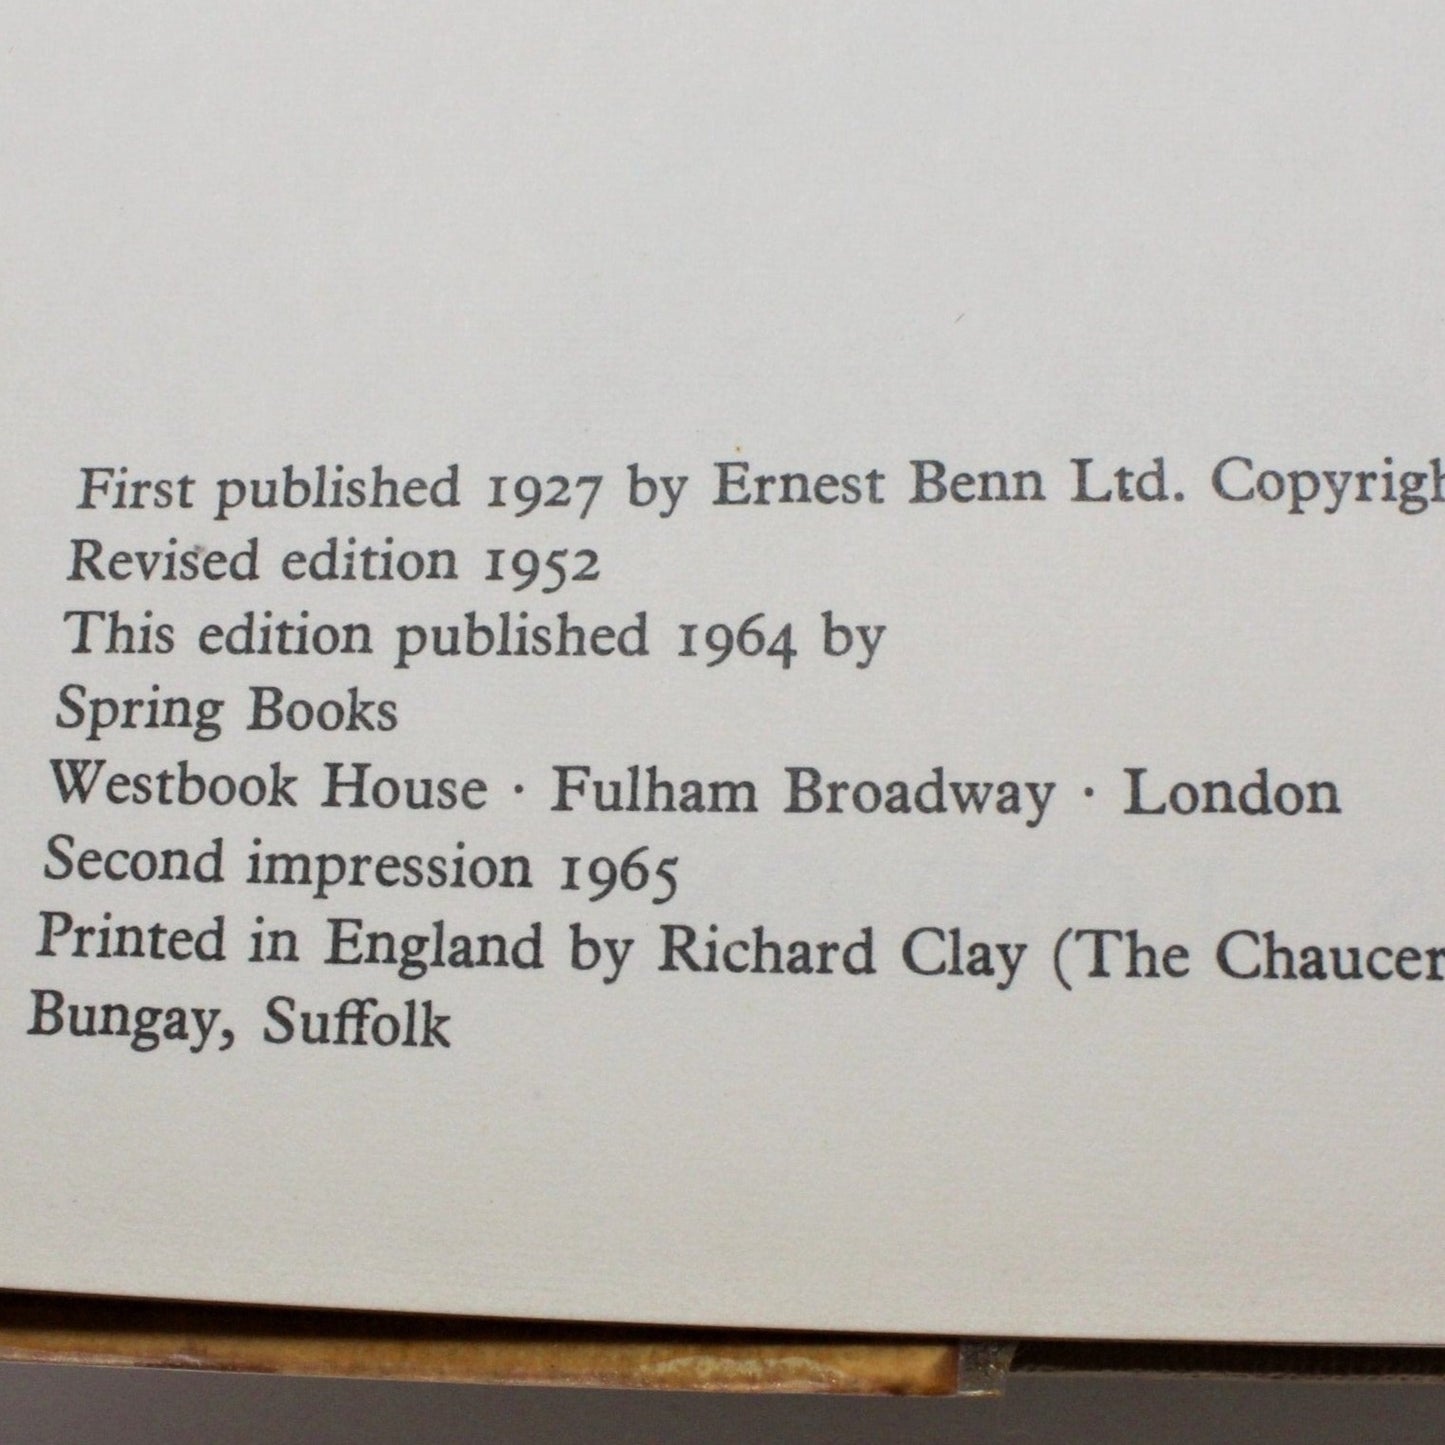 First published 1927 by Ernest Benn Ltd. Copyrigh
Revised edition 1952
This edition published 1964 by
Spring Books
Westbook House · Fulham Broadway · London
Second impression 1965
Printed in England by Richard Clay (The Chaucer
Bungay, Suffolk